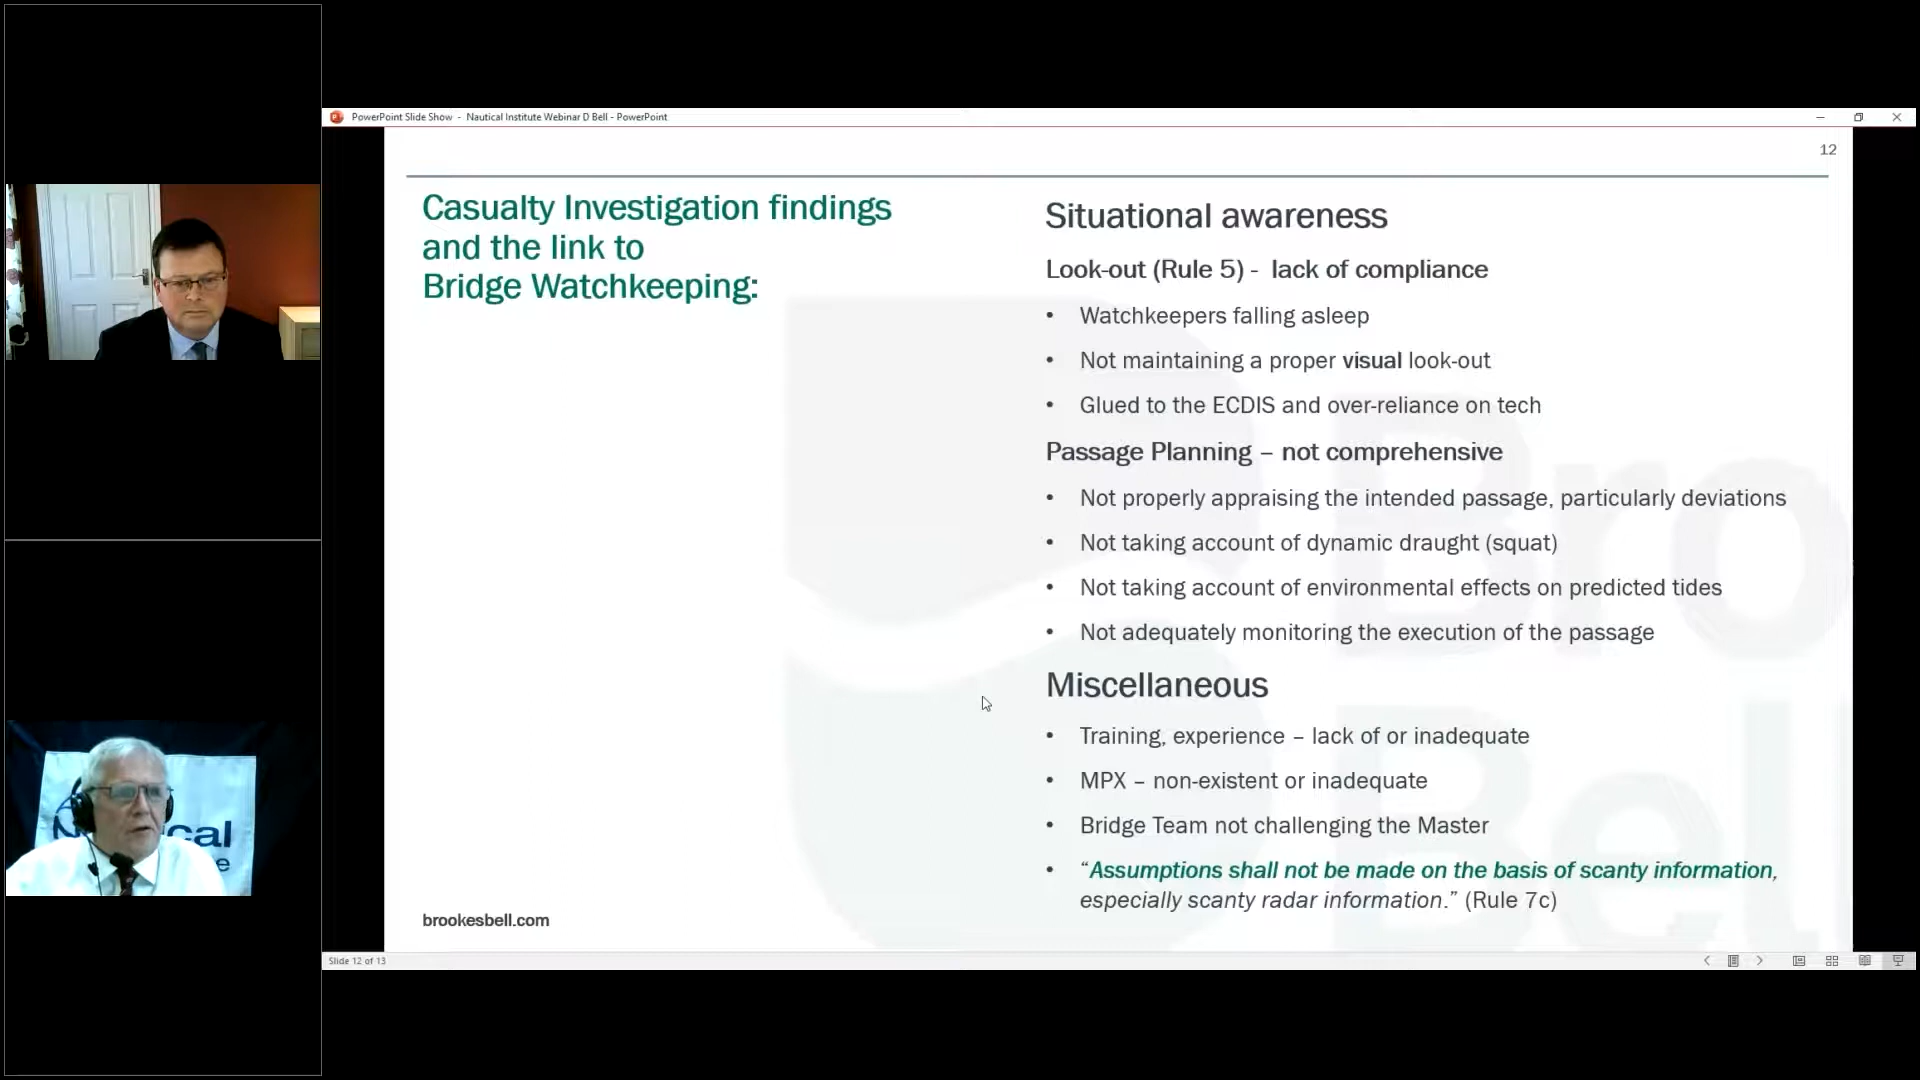 PowerPoint Slide Show - Nautical Institute Webinar D Bell - PowerPoint
12
Casualty Investigation findings
and the link to
Bridge Watchkeeping:
Situational awareness
Look-out (Rule 5) - lack of compliance
• Watchkeepers falling asleep
• Not maintaining a proper visual look-out
• Glued to the ECDIS and over-reliance on tech
Passage Planning – not comprehensive
• Not properly appraising the intended passage, particularly deviations
• Not taking account of dynamic draught (squat)
• Not taking account of environmental effects on predicted tides
• Not adequately monitoring the execution of the passage
Miscellaneous
• Training, experience – lack of or inadequate
• MPX – non-existent or inadequate
• Bridge Team not challenging the Master
• “Assumptions shall not be made on the basis of scanty information,
especially scanty radar information.” (Rule 7c)
brookesbell.com
Slide 12 of 13
Bro
Bell